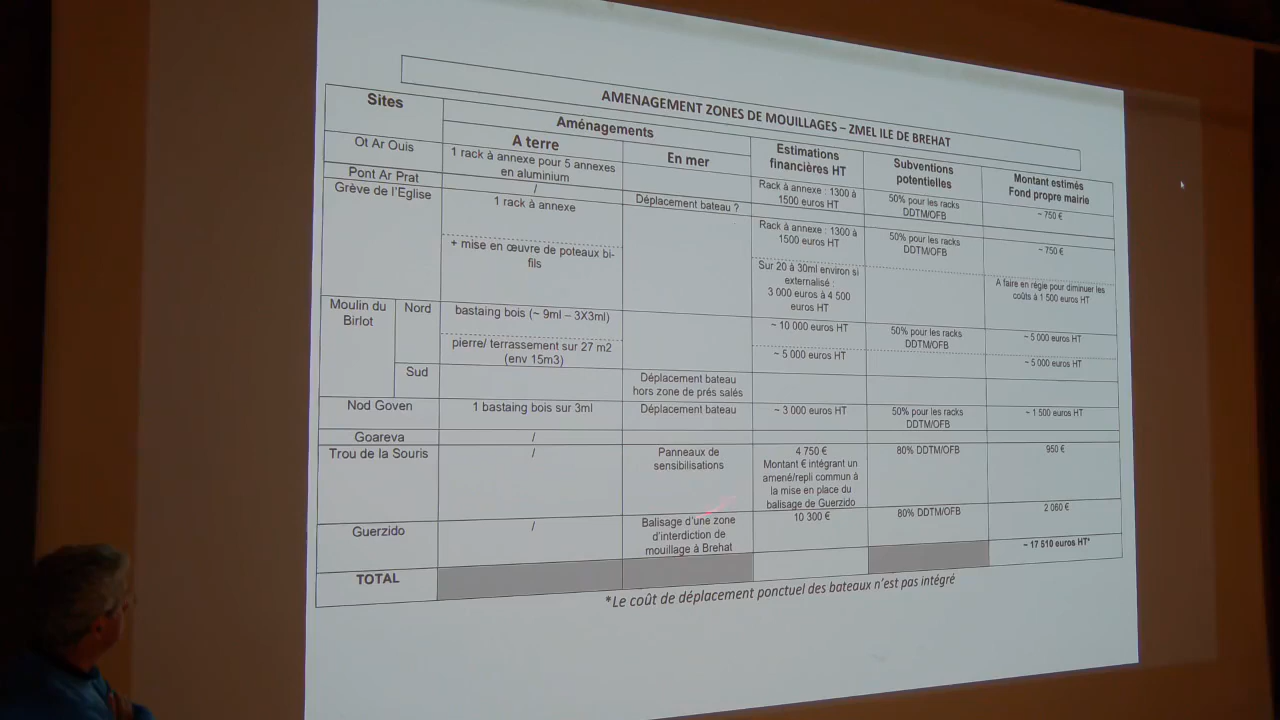 AMENAGEMENT ZONES DE MOUILLAGES – ZMEL ILE DE BREHAT
Sites
Aménagements
A terre
En mer
Estimations
financières HT
Subventions
potentielles
Montant estimés
Fond propre mairie
Ot Ar Ouis
1 rack à annexe pour 5 annexes
en aluminium
Rack à annexe : 1300 à
1500 euros HT
50% pour les racks
DDTM/OFB
~ 750 €
Pont Ar Prat
/
Déplacement bateau ?
Grève de l'Eglise
1 rack à annexe
Rack à annexe : 1300 à
1500 euros HT
50% pour les racks
DDTM/OFB
~ 750 €
+ mise en œuvre de poteaux bi-
fils
Sur 20 à 30ml environ si
externalisé :
3 000 euros à 4 500
euros HT
A faire en régie pour diminuer les
coûts à 1 500 euros HT
Moulin du
Birlot
Nord
bastaing bois (~ 9ml – 3X3ml)
~ 10 000 euros HT
50% pour les racks
DDTM/OFB
~ 5 000 euros HT
pierre/ terrassement sur 27 m2
(env 15m3)
~ 5 000 euros HT
~ 5 000 euros HT
Sud
Déplacement bateau
hors zone de prés salés
Nod Goven
1 bastaing bois sur 3ml
Déplacement bateau
~ 3 000 euros HT
50% pour les racks
DDTM/OFB
~ 1 500 euros HT
Goareva
/
Trou de la Souris
/
Panneaux de
sensibilisations
4 750 €
Montant € intégrant un
amené/repli commun à
la mise en place du
balisage de Guerzido
80% DDTM/OFB
950 €
Guerzido
/
Balisage d'une zone
d'interdiction de
mouillage à Brehat
10 300 €
80% DDTM/OFB
2 060 €
TOTAL
~ 17 510 euros HT*
*Le coût de déplacement ponctuel des bateaux n'est pas intégré